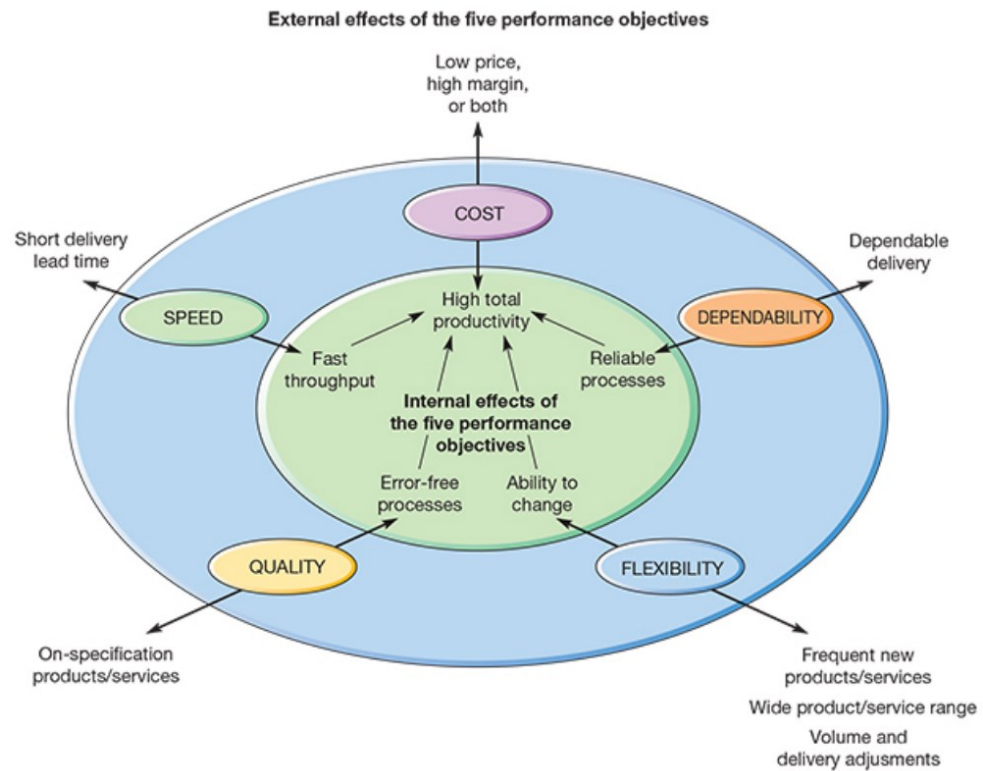 External effects of the five performance objectives
Low price,
high margin,
or both
COST
Short delivery
lead time
Dependable
delivery
SPEED
DEPENDABILITY
High total
productivity
Fast
throughput
Reliable
processes
Internal effects of
the five performance
objectives
Error-free
processes
Ability to
change
QUALITY
FLEXIBILITY
On-specification
products/services
Frequent new
products/services
Wide product/service range
Volume and
delivery adjusments